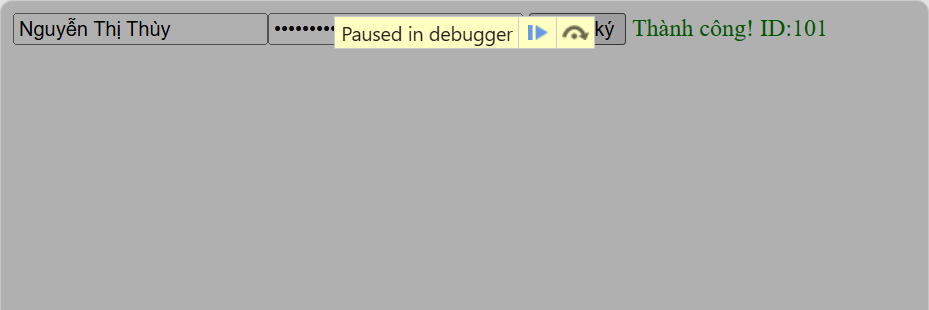 Nguyễn Thị Thùy Paused in debugger ký Thành công! ID:101